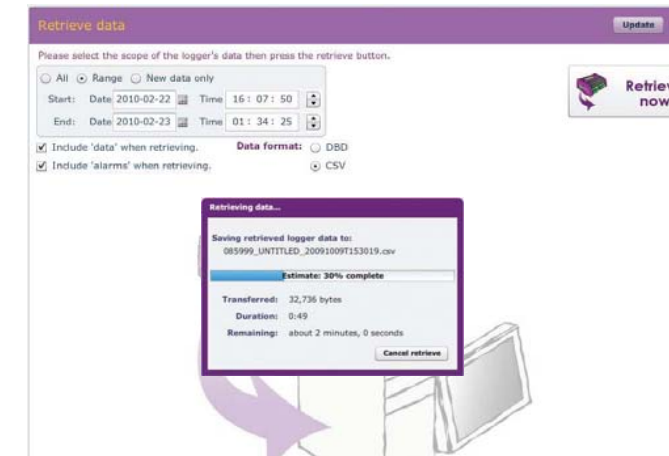 Retrieve data
Update
Please select the scope of the logger's data then press the retrieve button.
All Range New data only
Start: Date 2010-02-22 Time 16: 07: 50
End: Date 2010-02-23 Time 01: 34: 25
Include 'data' when retrieving. Data format: DBD
Include 'alarms' when retrieving. CSV
now
Retrieving data...
Saving retrieved logger data to:
085999_UNTITLED_20091009T153019.csv
Estimate: 30% complete
Transferred: 32,736 bytes
Duration: 0:49
Remaining: about 2 minutes, 0 seconds
Cancel retrieve